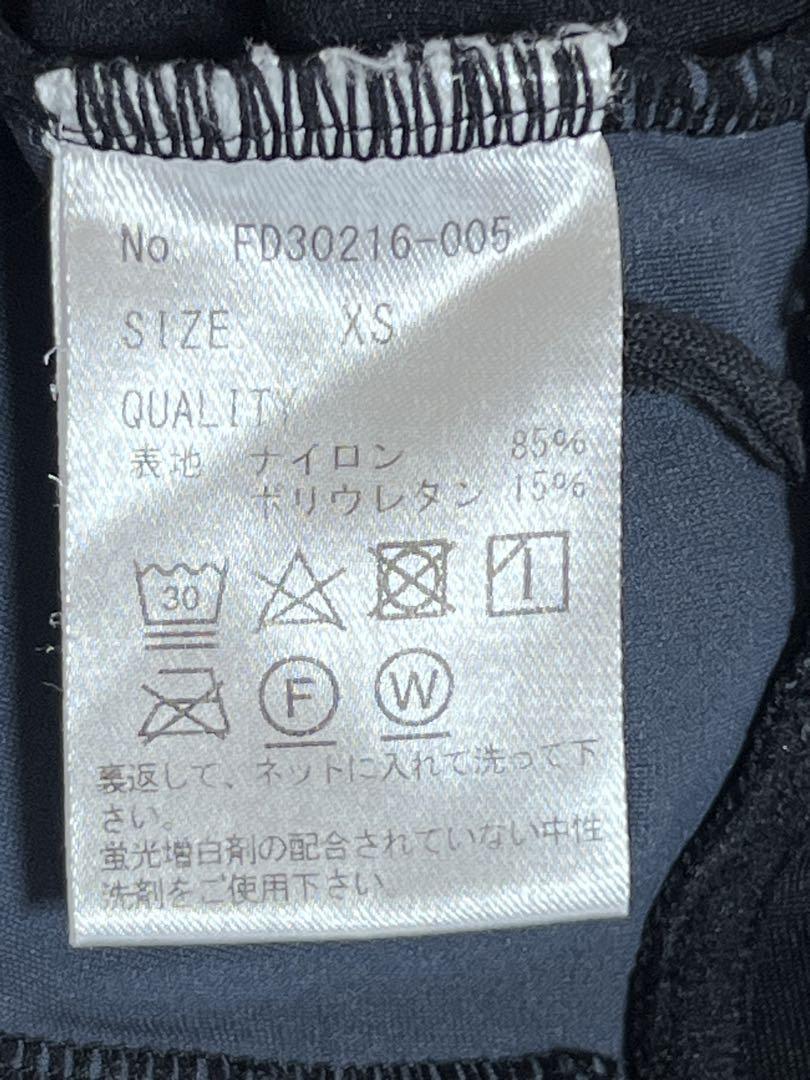 No. FD30216-005
SIZE XS
QUALITY
表地 ナイロン 85%
ポリウレタン 15%
30
F W
裏返して、ネットに入れて洗って下
さい。
蛍光増白剤の配合されていない中性
洗剤をご使用下さい。